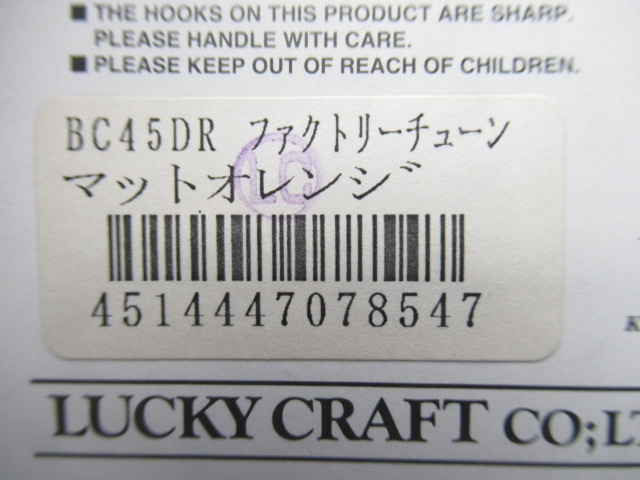 ■ THE HOOKS ON THIS PRODUCT ARE SHARP.
PLEASE HANDLE WITH CARE.
■ PLEASE KEEP OUT OF REACH OF CHILDREN.
BC45DR ファクトリーチューン
マットオレンジ
LC
4514447078547
LUCKY CRAFT CO;LT